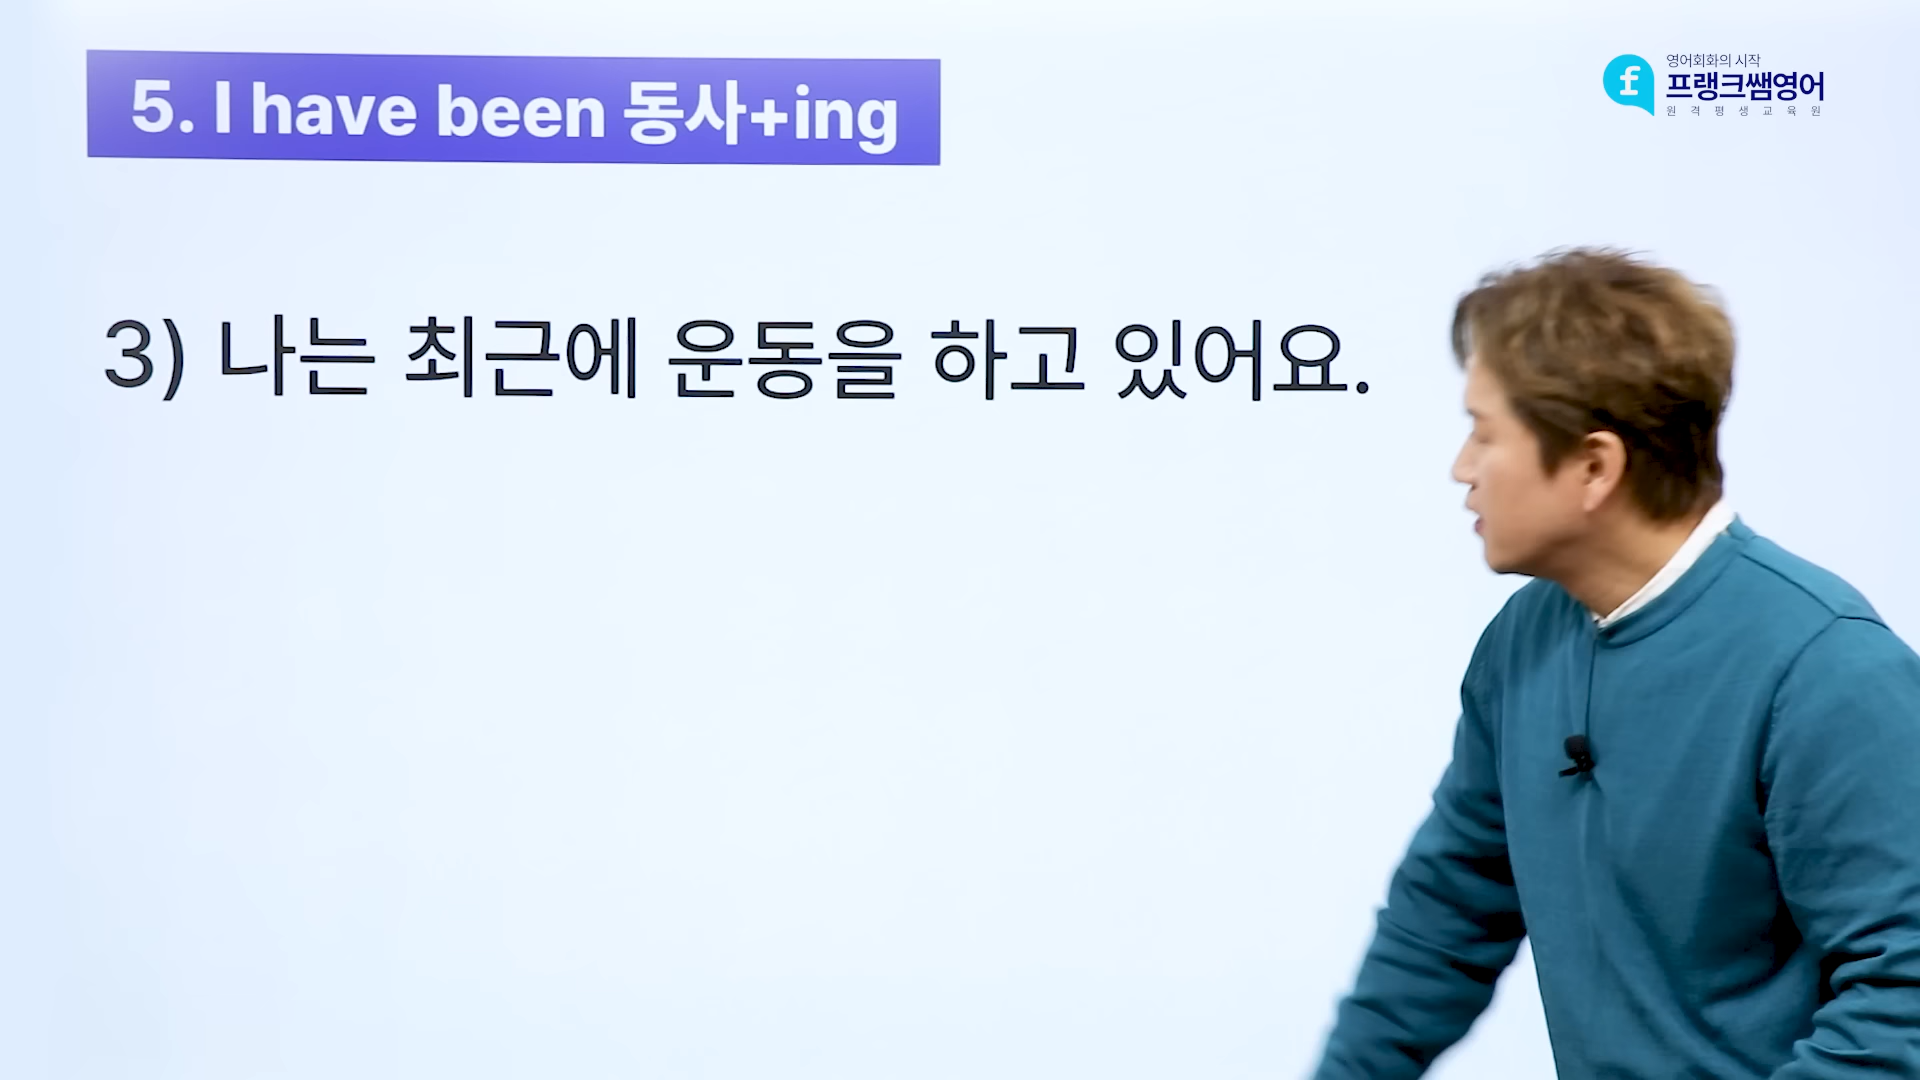 5. I have been 동사+ing
영어회화의 시작
프랭크쌤영어
원격평생교육원
3) 나는 최근에 운동을 하고 있어요.